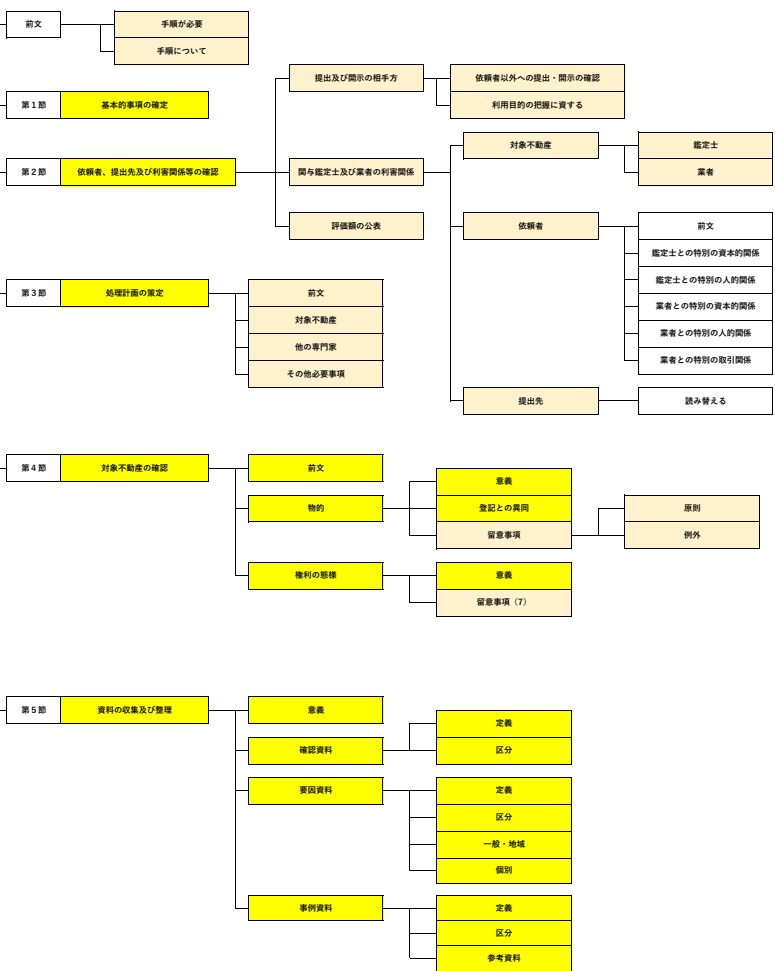 前文
手順が必要
手順について
第１節
基本的事項の確定
第２節
依頼者、提出先及び利害関係等の確認
提出及び開示の相手方
依頼者以外への提出・開示の確認
利用目的の把握に資する
関与鑑定士及び業者の利害関係
対象不動産
鑑定士
業者
依頼者
前文
鑑定士との特別の資本的関係
鑑定士との特別の人的関係
業者との特別の資本的関係
業者との特別の人的関係
業者との特別の取引関係
提出先
読み替える
評価額の公表
第３節
処理計画の策定
前文
対象不動産
他の専門家
その他必要事項
第４節
対象不動産の確認
前文
物的
意義
登記との異同
留意事項
原則
例外
権利の態様
意義
留意事項（7）
第５節
資料の収集及び整理
意義
確認資料
定義
区分
要因資料
定義
区分
一般・地域
個別
事例資料
定義
区分
参考資料